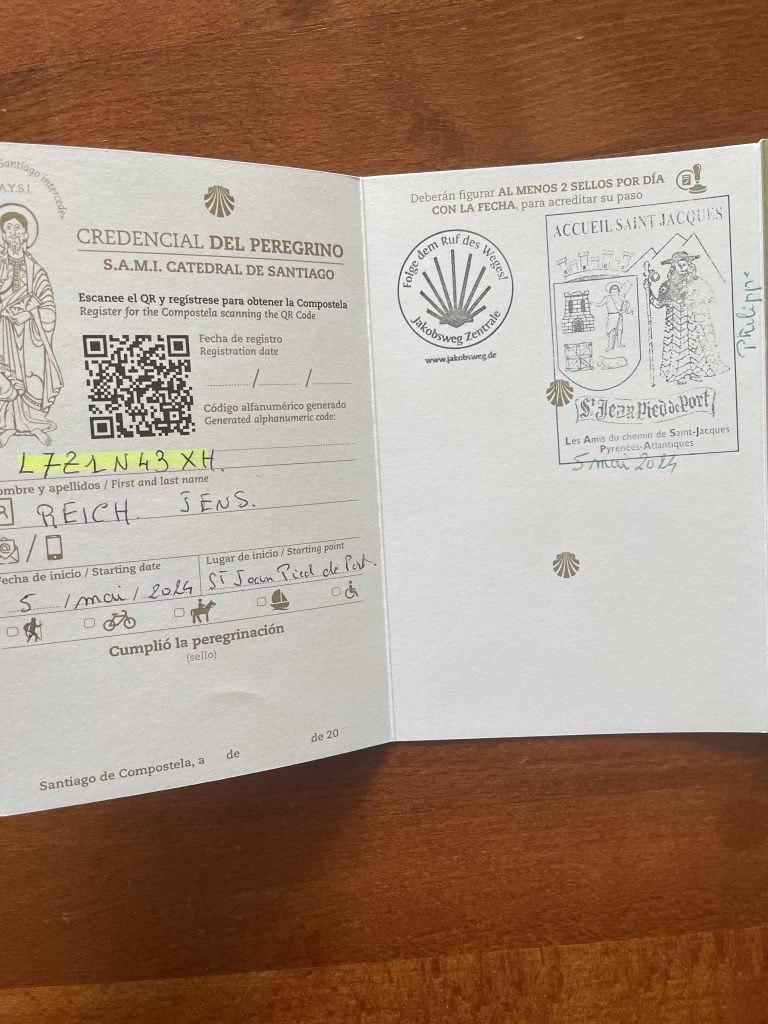 Santiago intercede»
A.Y.S.I.
CREDENCIAL DEL PEREGRINO
S.A.M.I. CATEDRAL DE SANTIAGO
Escanee el QR y regístrese para obtener la Compostela
Register for the Compostela scanning the QR Code
Fecha de registro
Registration date
/ /
Código alfanumérico generado
Generated alphanumeric code:
L7Z1N43XH.
ombre y apellidos / First and last name
REICH. JENS.
/
Fecha de inicio / Starting date
5 / mai / 2024
Lugar de inicio / Starting point
St Jean Pied de Port.
Cumplió la peregrinación
(sello)
Santiago de Compostela, a de de 20
Deberán figurar AL MENOS 2 SELLOS POR DÍA
CON LA FECHA, para acreditar su paso
Folge dem Ruf des Weges!
Jakobsweg Zentrale
www.jakobsweg.de
ACCUEIL SAINT JACQUES
St Jean Pied de Port
Les Amis du chemin de Saint-Jacques
Pyrénées-Atlantiques
5 mai 2024
Philippe